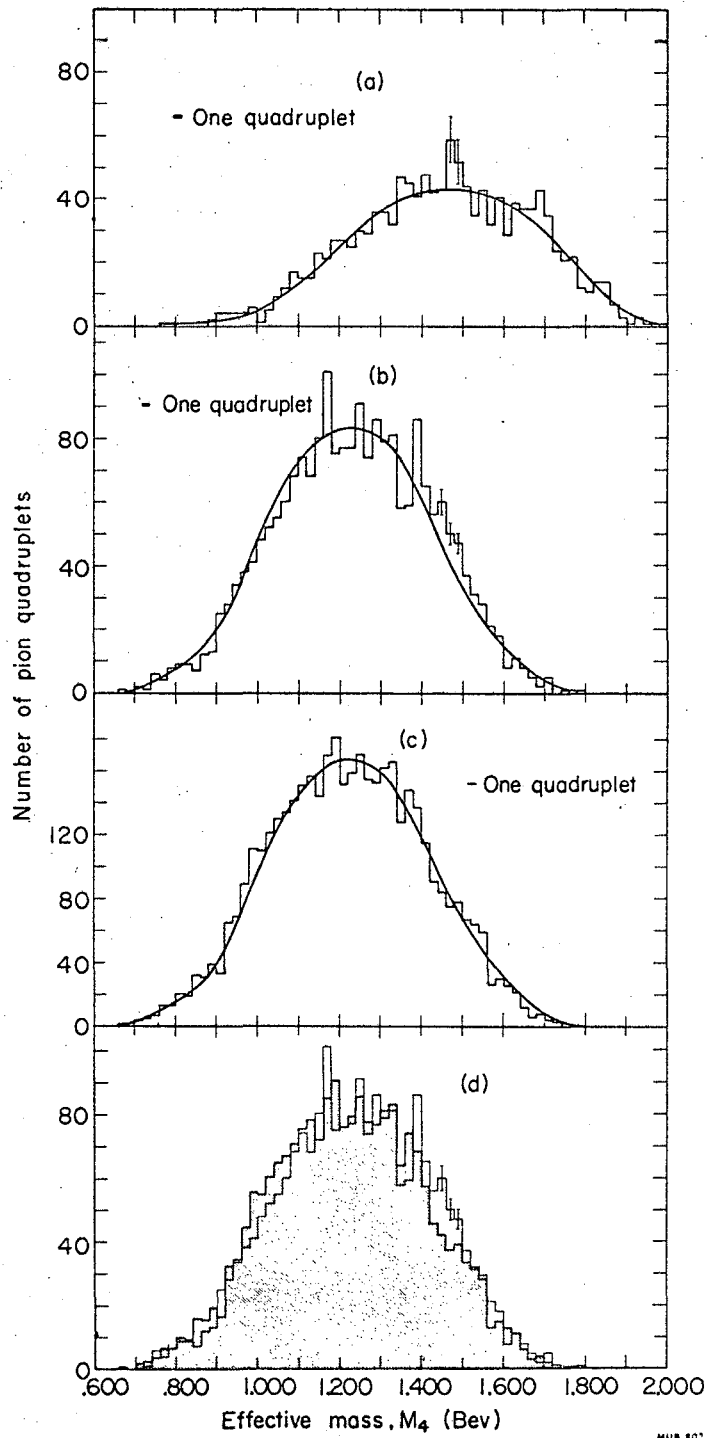 80
(a)
- One quadruplet
40
0
(b)
- One quadruplet
80
40
0
Number of pion quadruplets
(c)
- One quadruplet
120
80
40
0
(d)
80
40
0
.600 .800 1.000 1.200 1.400 1.600 1.800 2.000
Effective mass, M4 (Bev)